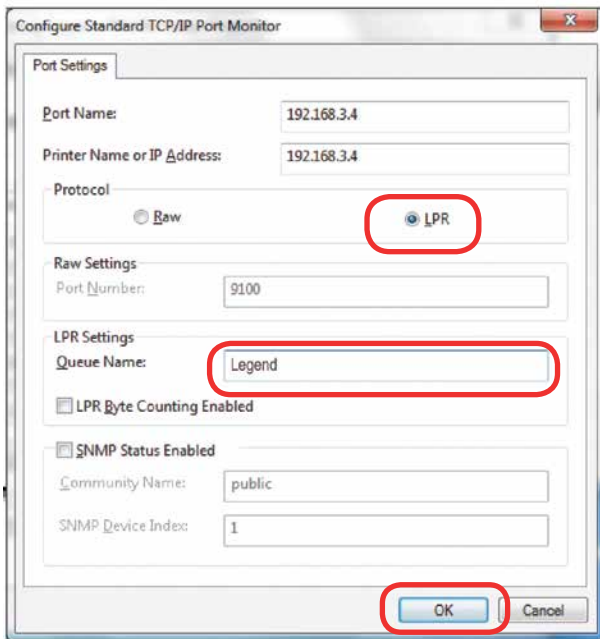 Configure Standard TCP/IP Port Monitor
Port Settings
Port Name: 192.168.3.4
Printer Name or IP Address: 192.168.3.4
Protocol
Raw LPR
Raw Settings
Port Number: 9100
LPR Settings
Queue Name: Legend
LPR Byte Counting Enabled
SNMP Status Enabled
Community Name: public
SNMP Device Index: 1
OK Cancel